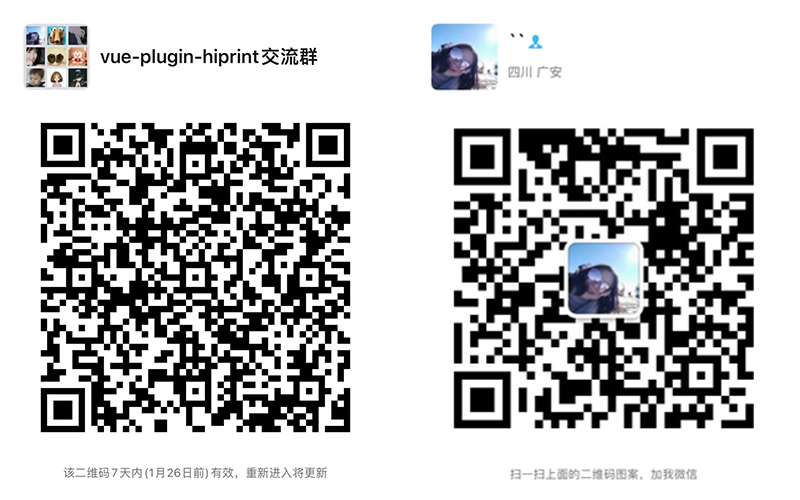 vue-plugin-hiprint交流群
该二维码7天内(1月26日前)有效，重新进入将更新
``
四川 广安
扫一扫上面的二维码图案，加我微信